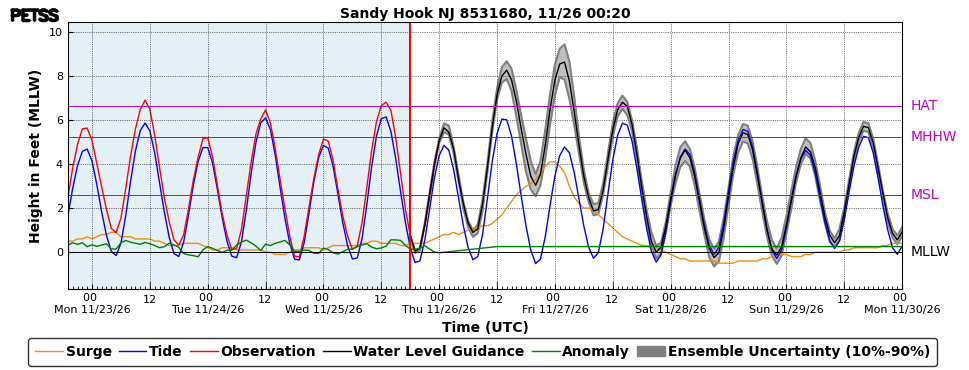 PETSS
Sandy Hook NJ 8531680, 11/26 00:20
Height in Feet (MLLW)
10
8
6
4
2
0
HAT
MHHW
MSL
MLLW
00 12 00 12 00 12 00 12 00 12 00 12 00 12 00
Mon 11/23/26 Tue 11/24/26 Wed 11/25/26 Thu 11/26/26 Fri 11/27/26 Sat 11/28/26 Sun 11/29/26 Mon 11/30/26
Time (UTC)
Surge Tide Observation Water Level Guidance Anomaly Ensemble Uncertainty (10%-90%)